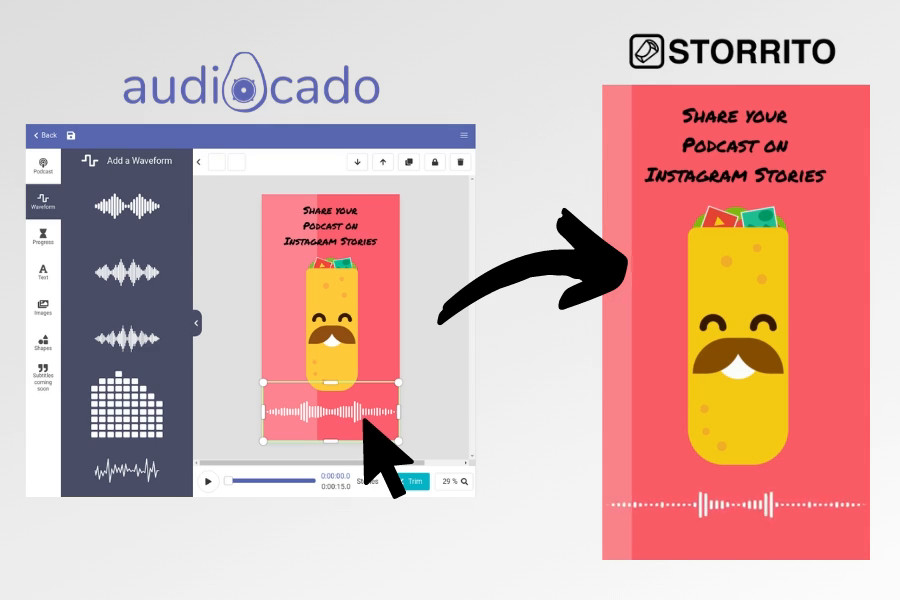 audiocado
STORRITO
Back
Podcast
Waveform
Progress
Text
Images
Shapes
Subtitles
coming
soon
Add a Waveform
Share your
Podcast on
Instagram Stories
0:00:00.0
0:00:15.0
Trim
29 %
Share your
Podcast on
Instagram Stories